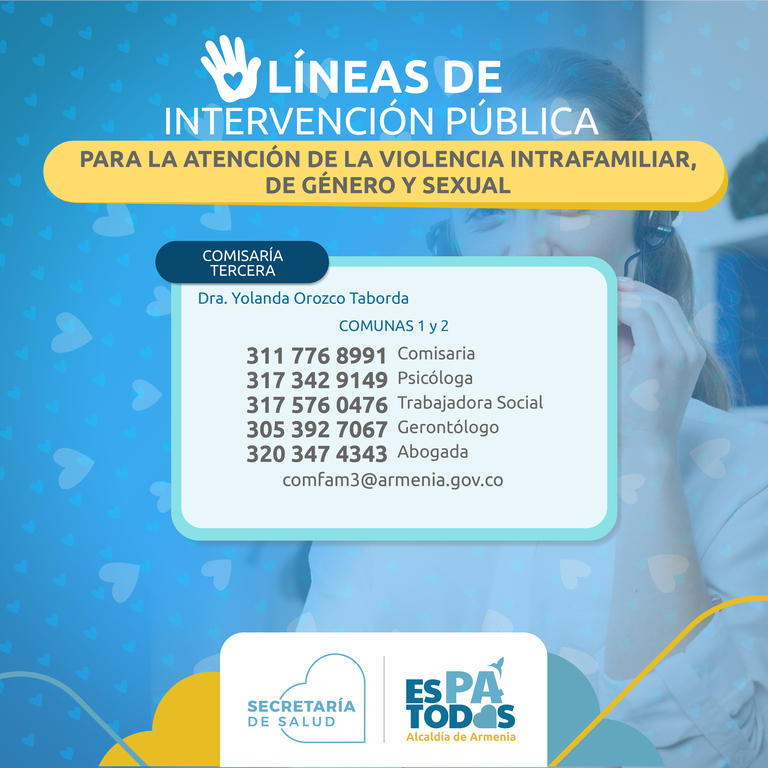 LÍNEAS DE
INTERVENCIÓN PÚBLICA
PARA LA ATENCIÓN DE LA VIOLENCIA INTRAFAMILIAR,
DE GÉNERO Y SEXUAL
COMISARÍA
TERCERA
Dra. Yolanda Orozco Taborda
COMUNAS 1 y 2
311 776 8991 Comisaria
317 342 9149 Psicóloga
317 576 0476 Trabajadora Social
305 392 7067 Gerontólogo
320 347 4343 Abogada
comfam3@armenia.gov.co
SECRETARÍA
DE SALUD
ES PA
TODOS
Alcaldía de Armenia